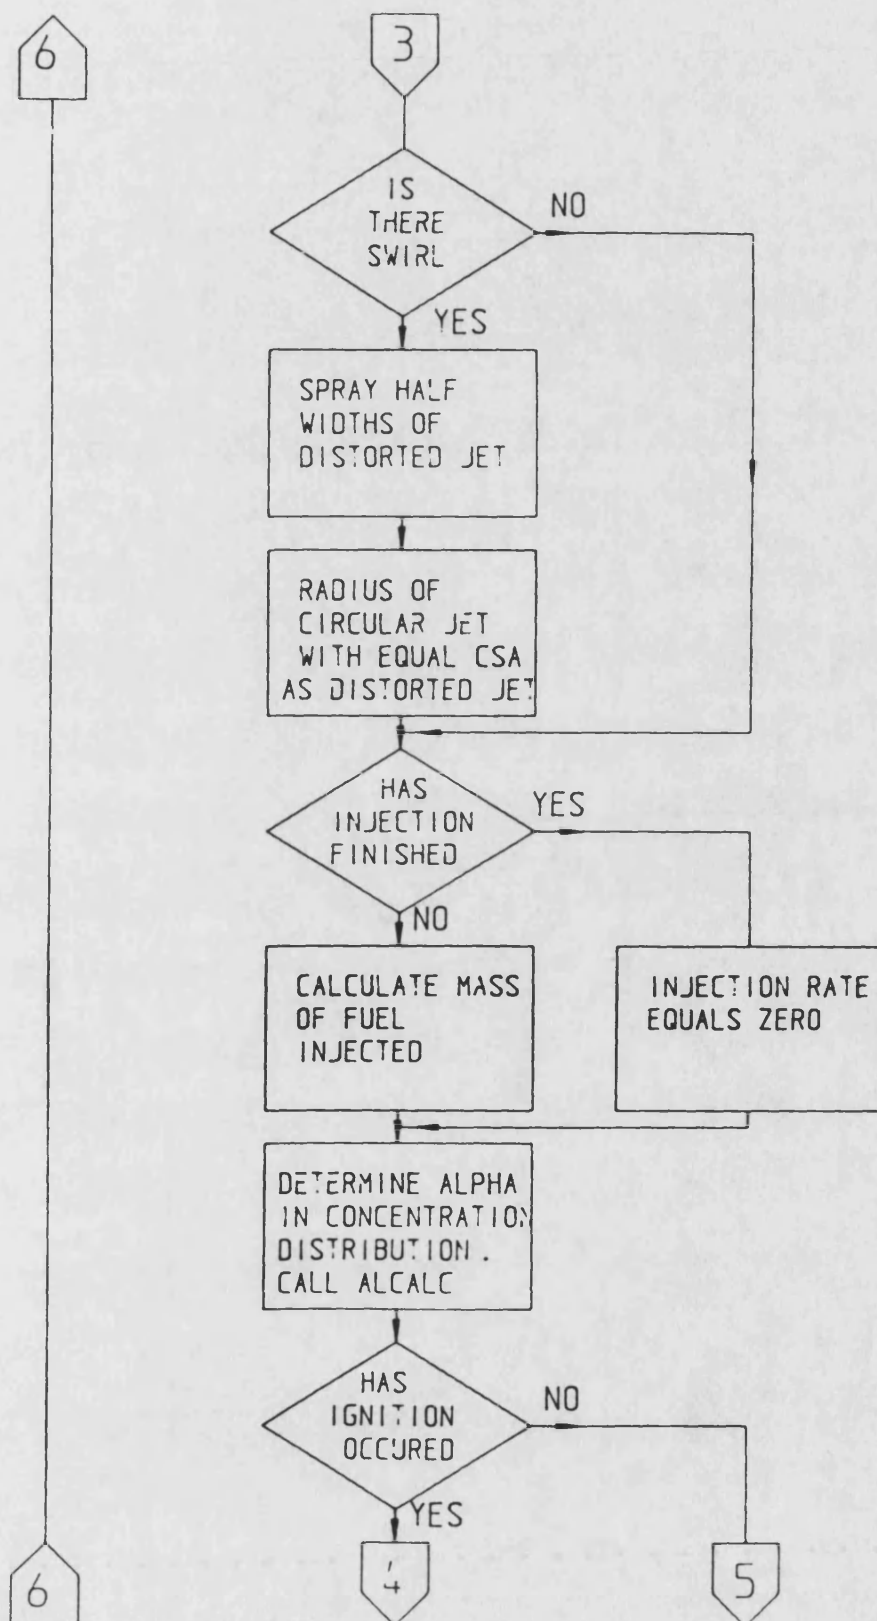 6
3
IS
THERE
SWIRL
NO
YES
SPRAY HALF
WIDTHS OF
DISTORTED JET
RADIUS OF
CIRCULAR JET
WITH EQUAL CSA
AS DISTORTED JET
HAS
INJECTION
FINISHED
YES
NO
CALCULATE MASS
OF FUEL
INJECTED
INJECTION RATE
EQUALS ZERO
DETERMINE ALPHA
IN CONCENTRATION
DISTRIBUTION.
CALL ALCALC
HAS
IGNITION
OCCURED
NO
YES
6
4
5